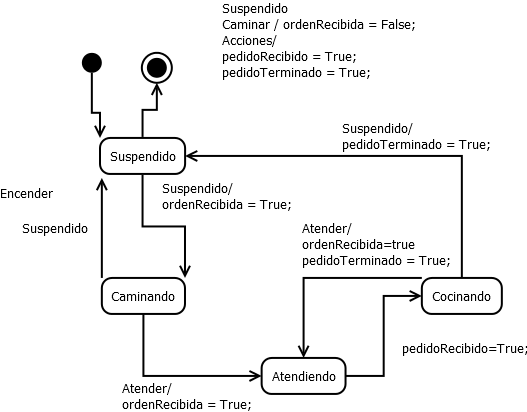 Suspendido
Caminar / ordenRecibida = False;
Acciones/
pedidoRecibido = True;
pedidoTerminado = True;
Suspendido/
pedidoTerminado = True;
Suspendido
Suspendido/
ordenRecibida = True;
Encender
Suspendido
Atender/
ordenRecibida=true
pedidoTerminado = True;
Caminando
Cocinando
pedidoRecibido=True;
Atendiendo
Atender/
ordenRecibida = True;